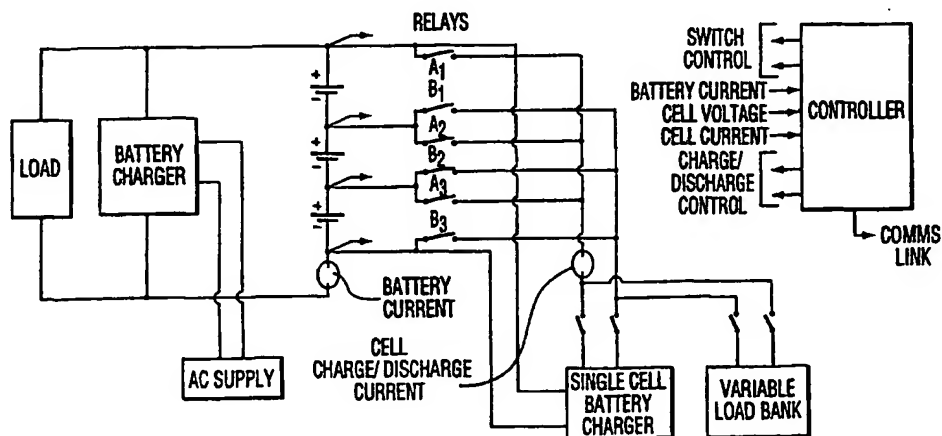 RELAYS
A1
B1
A2
B2
A3
B3
+
-
+
-
+
-
LOAD
BATTERY
CHARGER
AC SUPPLY
BATTERY
CURRENT
CELL
CHARGE/DISCHARGE
CURRENT
SINGLE CELL
BATTERY
CHARGER
VARIABLE
LOAD BANK
SWITCH
CONTROL
BATTERY CURRENT
CELL VOLTAGE
CELL CURRENT
CHARGE/
DISCHARGE
CONTROL
CONTROLLER
COMMS
LINK